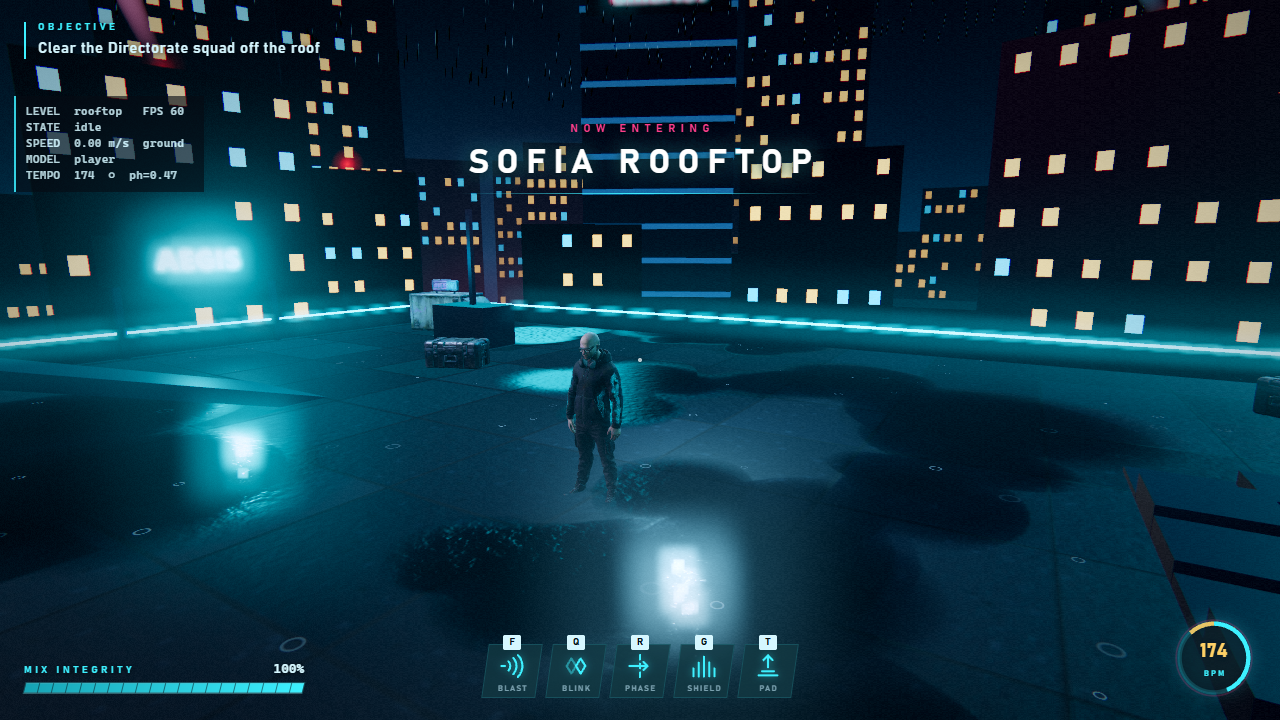 OBJECTIVE
Clear the Directorate squad off the roof
LEVEL rooftop FPS 60
STATE idle
SPEED 0.00 m/s ground
MODEL player
TEMPO 174 ○ ph=0.47
NOW ENTERING
SOFIA ROOFTOP
AEGIS
F Q R G T
BLAST BLINK PHASE SHIELD PAD
MIX INTEGRITY 100%
174
BPM